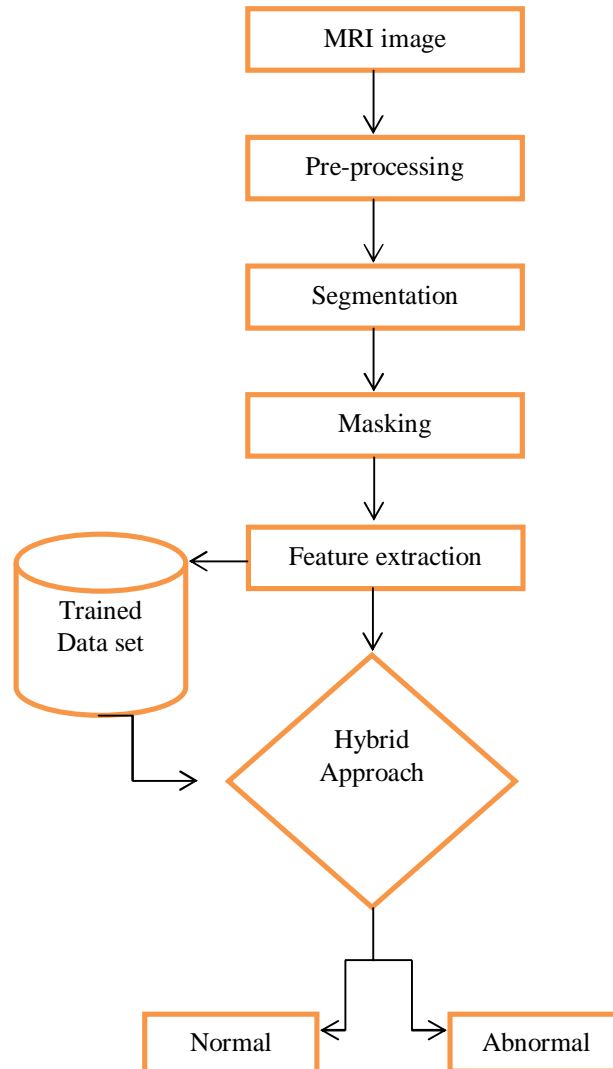 MRI image
Pre-processing
Segmentation
Masking
Feature extraction
Trained
Data set
Hybrid
Approach
Normal
Abnormal